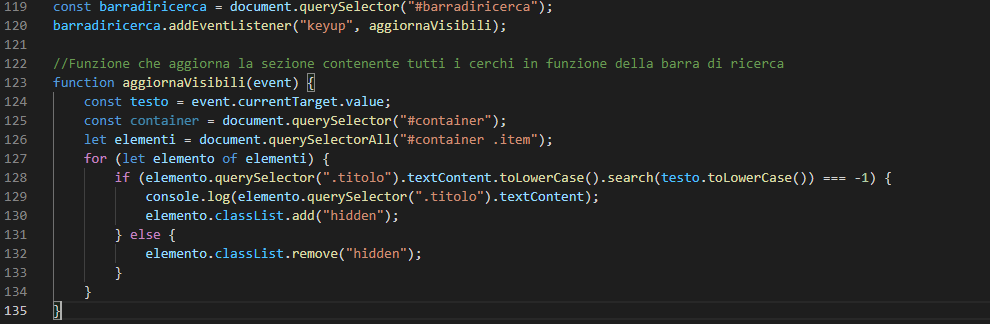 119 const barradiricerca = document.querySelector("#barradiricerca");
120 barradiricerca.addEventListener("keyup", aggiornaVisibili);
121
122 //Funzione che aggiorna la sezione contenente tutti i cerchi in funzione della barra di ricerca
123 function aggiornaVisibili(event) {
124     const testo = event.currentTarget.value;
125     const container = document.querySelector("#container");
126     let elementi = document.querySelectorAll("#container .item");
127     for (let elemento of elementi) {
128         if (elemento.querySelector(".titolo").textContent.toLowerCase().search(testo.toLowerCase()) === -1) {
129             console.log(elemento.querySelector(".titolo").textContent);
130             elemento.classList.add("hidden");
131         } else {
132             elemento.classList.remove("hidden");
133         }
134     }
135 }